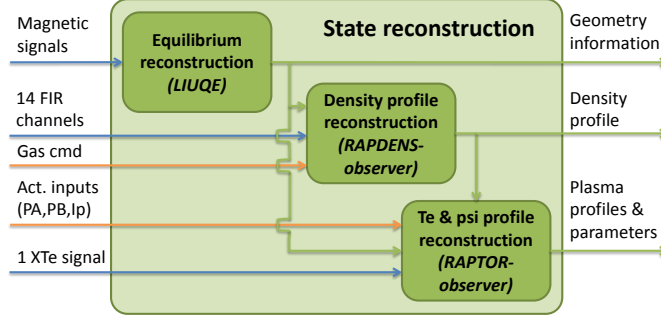 Magnetic
signals
14 FIR
channels
Gas cmd
Act. inputs
(PA,PB,Ip)
1 XTe signal
State reconstruction
Equilibrium
reconstruction
(LIUQE)
Density profile
reconstruction
(RAPDENS-
observer)
Te & psi profile
reconstruction
(RAPTOR-
observer)
Geometry
information
Density
profile
Plasma
profiles &
parameters